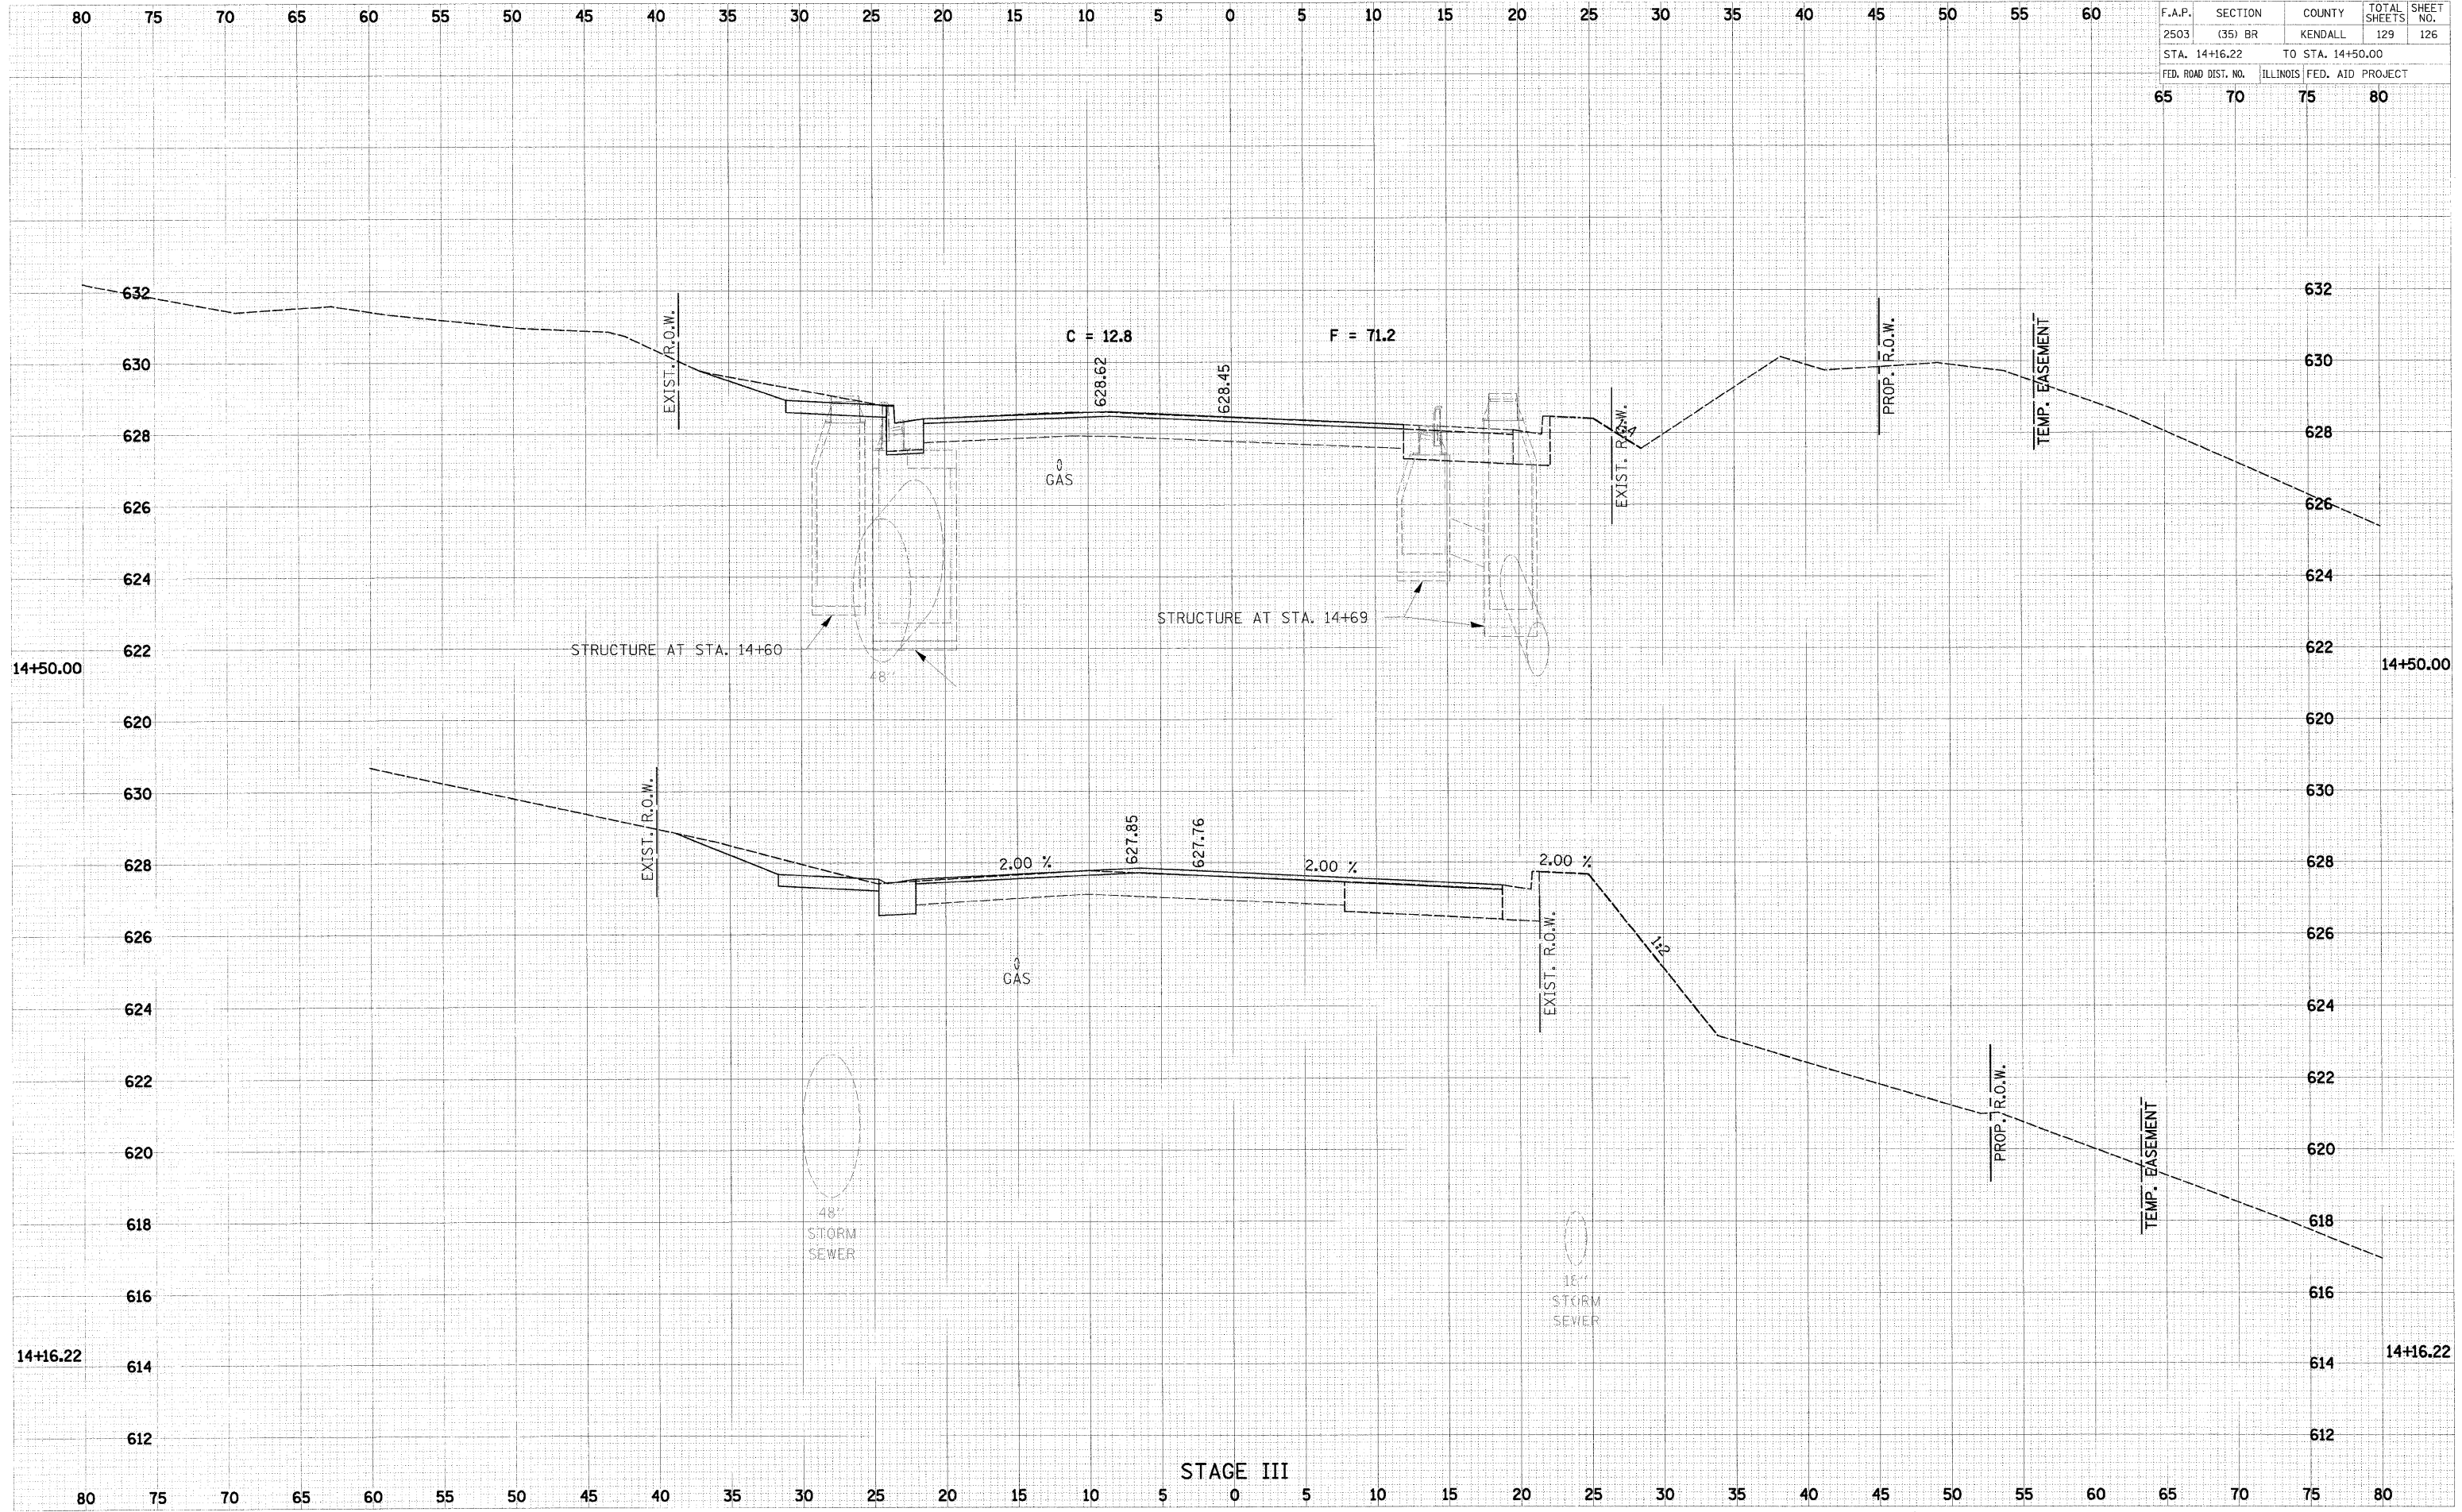 80 75 70 65 60 55 50 45 40 35 30 25 20 15 10 5 0 5 10 15 20 25 30 35 40 45 50 55 60
F.A.P. SECTION COUNTY TOTAL SHEETS SHEET NO.
2503 (35) BR KENDALL 129 126
STA. 14+16.22 TO STA. 14+50.00
FED. ROAD DIST. NO. ILLINOIS FED. AID PROJECT
65 70 75 80
632 632
EXIST. R.O.W.
C = 12.8 F = 71.2
628.62
628.45
PROP. R.O.W.
TEMP. EASEMENT
630 630
EXIST. R.O.W.
628 628
GAS
626 626
624 624
STRUCTURE AT STA. 14+69
STRUCTURE AT STA. 14+60
622 622
14+50.00 14+50.00
48"
620 620
630 630
EXIST. R.O.W.
627.85
627.76
628 628
2.00 % 2.00 % 2.00 %
626 626
1:2
EXIST. R.O.W.
GAS
624 624
622 622
PROP. R.O.W.
TEMP. EASEMENT
620 620
618 618
48"
STORM
SEWER
616 616
18"
STORM
SEWER
14+16.22 14+16.22
614 614
612 612
STAGE III
80 75 70 65 60 55 50 45 40 35 30 25 20 15 10 5 0 5 10 15 20 25 30 35 40 45 50 55 60 65 70 75 80